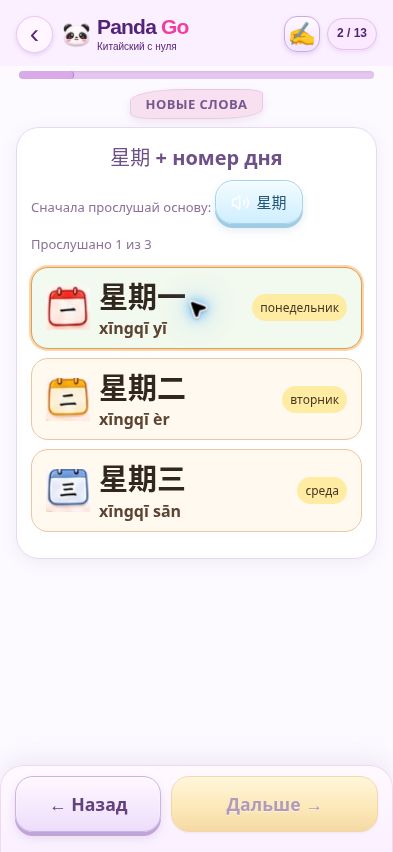 Panda Go
Китайский с нуля
2 / 13
НОВЫЕ СЛОВА
星期 + номер дня
Сначала прослушай основу: 星期
Прослушано 1 из 3
一 星期一 понедельник
xīngqī yī
二 星期二 вторник
xīngqī èr
三 星期三 среда
xīngqī sān
← Назад
Дальше →